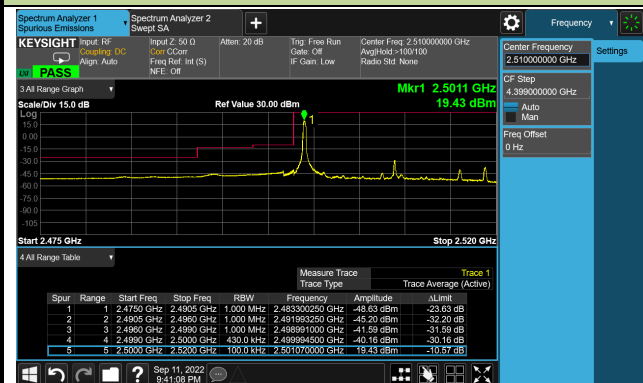 Spectrum Analyzer 1
Spurious Emissions
Spectrum Analyzer 2
Swept SA
+
Frequency
KEYSIGHT
Input: RF
Coupling: DC
Align: Auto
Input Z: 50 Ω
Corr CCorr
Freq Ref: Int (S)
NFE: Off
Atten: 20 dB
Trig: Free Run
Gate: Off
IF Gain: Low
Center Freq: 2.510000000 GHz
Avg|Hold:>100/100
Radio Std: None
LXI PASS
Center Frequency
2.510000000 GHz
Settings
CF Step
4.399000000 GHz
Auto
Man
Freq Offset
0 Hz
3 All Range Graph
Mkr1 2.5011 GHz
Scale/Div 15.0 dB
Ref Value 30.00 dBm
19.43 dBm
Log
1
15.0
0.00
-15.0
-30.0
-45.0
-60.0
-75.0
-90.0
-105
Start 2.475 GHz
Stop 2.520 GHz
4 All Range Table
Measure Trace Trace 1
Trace Type Trace Average (Active)
Spur Range Start Freq Stop Freq RBW Frequency Amplitude ΔLimit
1 1 2.4750 GHz 2.4905 GHz 1.000 MHz 2.483300250 GHz -48.63 dBm -23.63 dB
2 2 2.4905 GHz 2.4960 GHz 1.000 MHz 2.491993250 GHz -45.20 dBm -32.20 dB
3 3 2.4960 GHz 2.4990 GHz 1.000 MHz 2.498991000 GHz -41.59 dBm -31.59 dB
4 4 2.4990 GHz 2.5000 GHz 430.0 kHz 2.499994500 GHz -40.16 dBm -30.16 dB
5 5 2.5000 GHz 2.5200 GHz 100.0 kHz 2.501070000 GHz 19.43 dBm -10.57 dB
?
Sep 11, 2022
9:41:08 PM